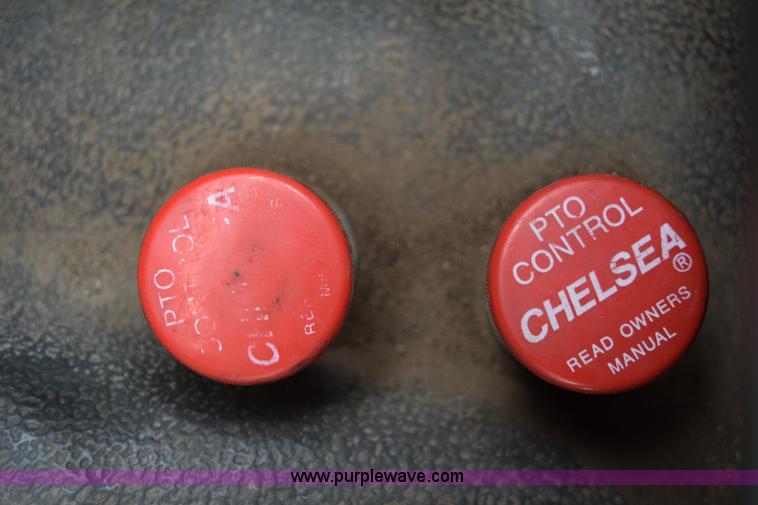 PTO
PTO
CONTROL
CHELSEA®
READ OWNERS
MANUAL
www.purplewave.com